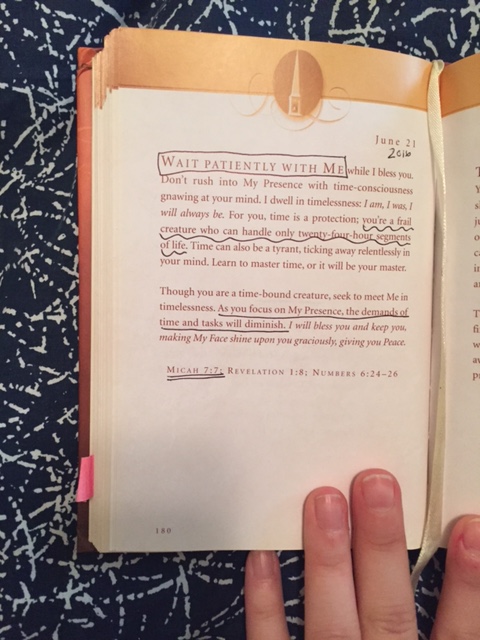 June 21
2016
WAIT PATIENTLY WITH ME while I bless you.
Don't rush into My Presence with time-consciousness
gnawing at your mind. I dwell in timelessness: I am, I was, I
will always be. For you, time is a protection; you're a frail
creature who can handle only twenty-four-hour segments
of life. Time can also be a tyrant, ticking away relentlessly in
your mind. Learn to master time, or it will be your master.
Though you are a time-bound creature, seek to meet Me in
timelessness. As you focus on My Presence, the demands of
time and tasks will diminish. I will bless you and keep you,
making My Face shine upon you graciously, giving you Peace.
MICAH 7:7; REVELATION 1:8; NUMBERS 6:24–26
180